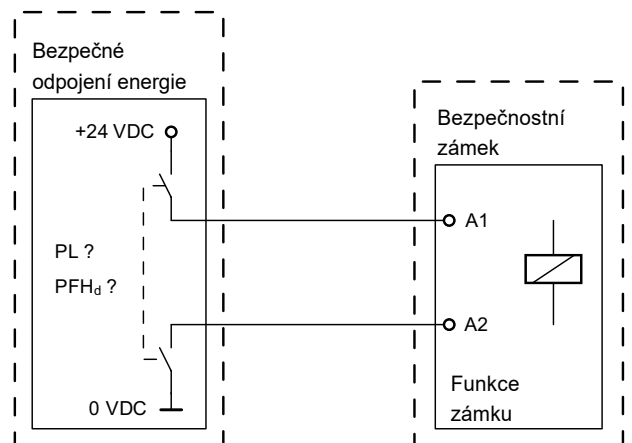 Bezpečné
odpojení energie
+24 VDC
PL ?
PFHd ?
0 VDC
Bezpečnostní
zámek
A1
A2
Funkce
zámku